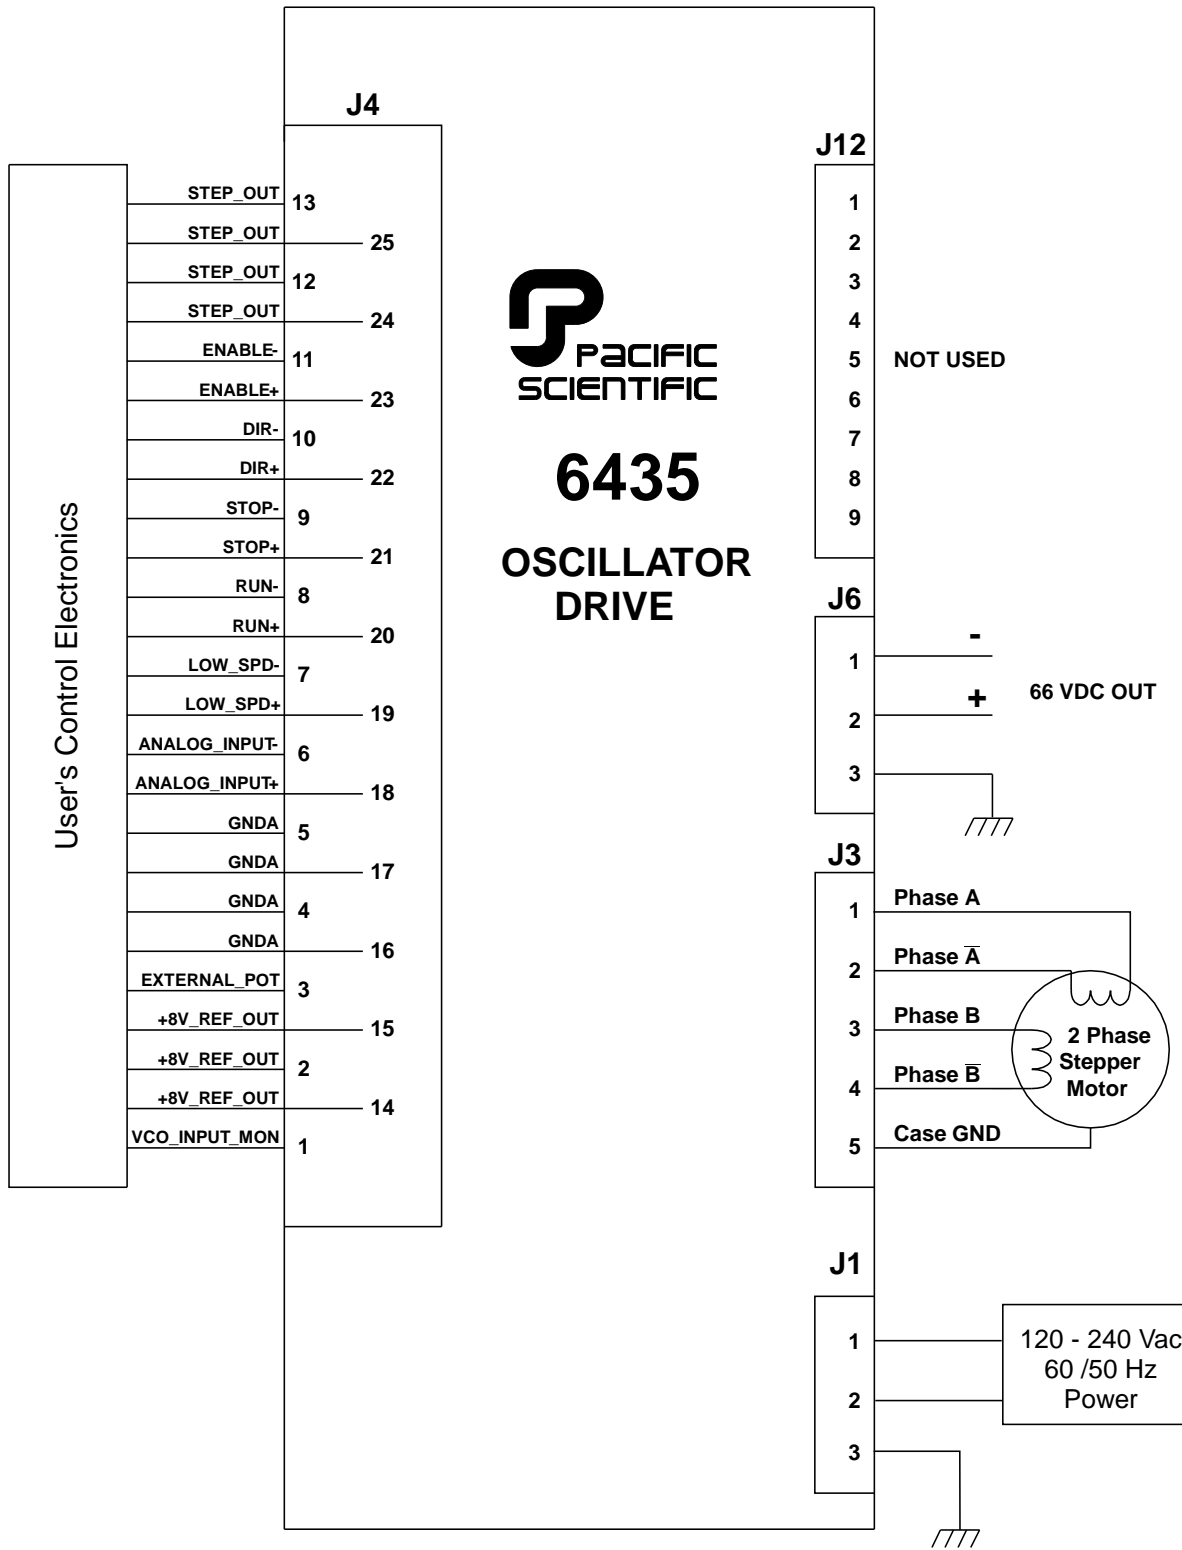 J4
User's Control Electronics
STEP_OUT 13
STEP_OUT 25
STEP_OUT 12
STEP_OUT 24
ENABLE- 11
ENABLE+ 23
DIR- 10
DIR+ 22
STOP- 9
STOP+ 21
RUN- 8
RUN+ 20
LOW_SPD- 7
LOW_SPD+ 19
ANALOG_INPUT- 6
ANALOG_INPUT+ 18
GNDA 5
GNDA 17
GNDA 4
GNDA 16
EXTERNAL_POT 3
+8V_REF_OUT 15
+8V_REF_OUT 2
+8V_REF_OUT 14
VCO_INPUT_MON 1
PACIFIC
SCIENTIFIC
6435
OSCILLATOR
DRIVE
J12
1
2
3
4
5 NOT USED
6
7
8
9
J6
1 -
2 + 66 VDC OUT
3
J3
1 Phase A
2 Phase A̅
3 Phase B
4 Phase B̅
5 Case GND
2 Phase
Stepper
Motor
J1
1
2
3
120 - 240 Vac
60 /50 Hz
Power